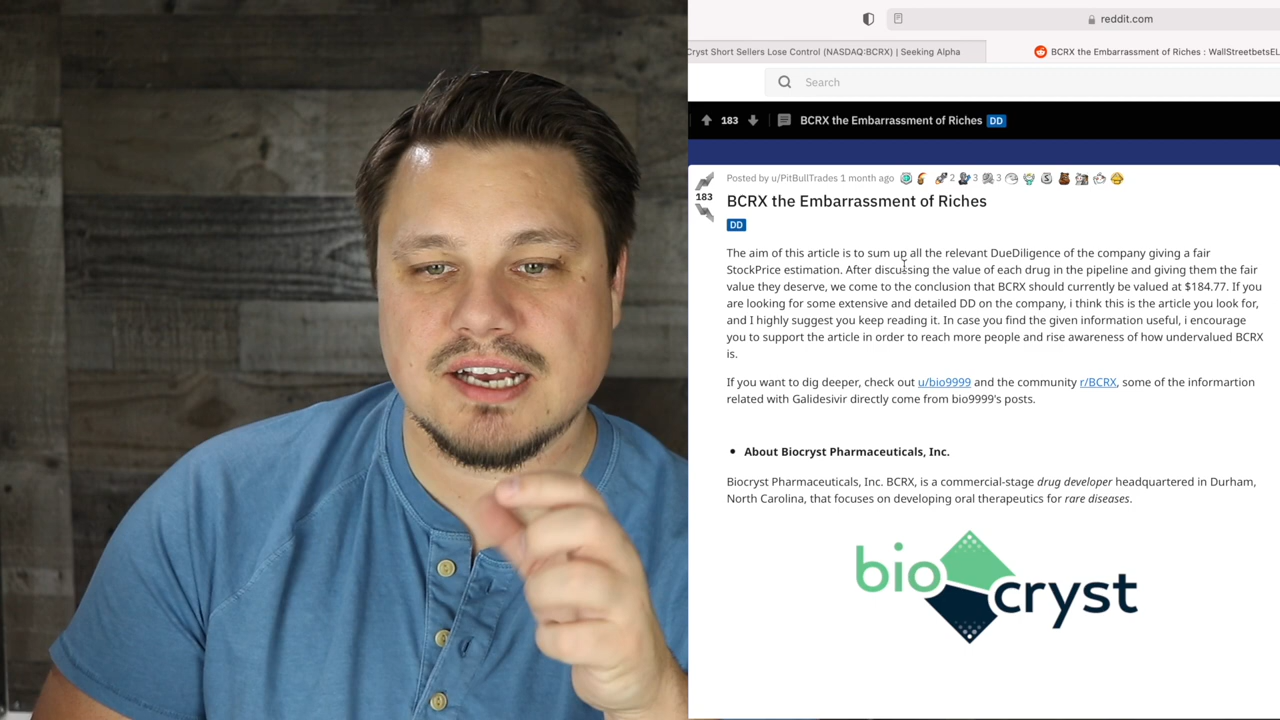 reddit.com
Cryst Short Sellers Lose Control (NASDAQ:BCRX) | Seeking Alpha
BCRX the Embarrassment of Riches : WallStreetbetsEL
Search
183 BCRX the Embarrassment of Riches DD
Posted by u/PitBullTrades 1 month ago 2 3 3
183
BCRX the Embarrassment of Riches
DD
The aim of this article is to sum up all the relevant DueDiligence of the company giving a fair
StockPrice estimation. After discussing the value of each drug in the pipeline and giving them the fair
value they deserve, we come to the conclusion that BCRX should currently be valued at $184.77. If you
are looking for some extensive and detailed DD on the company, i think this is the article you look for,
and I highly suggest you keep reading it. In case you find the given information useful, i encourage
you to support the article in order to reach more people and rise awareness of how undervalued BCRX
is.
If you want to dig deeper, check out u/bio9999 and the community r/BCRX, some of the informartion
related with Galidesivir directly come from bio9999's posts.
• About Biocryst Pharmaceuticals, Inc.
Biocryst Pharmaceuticals, Inc. BCRX, is a commercial-stage drug developer headquartered in Durham,
North Carolina, that focuses on developing oral therapeutics for rare diseases.
biocryst